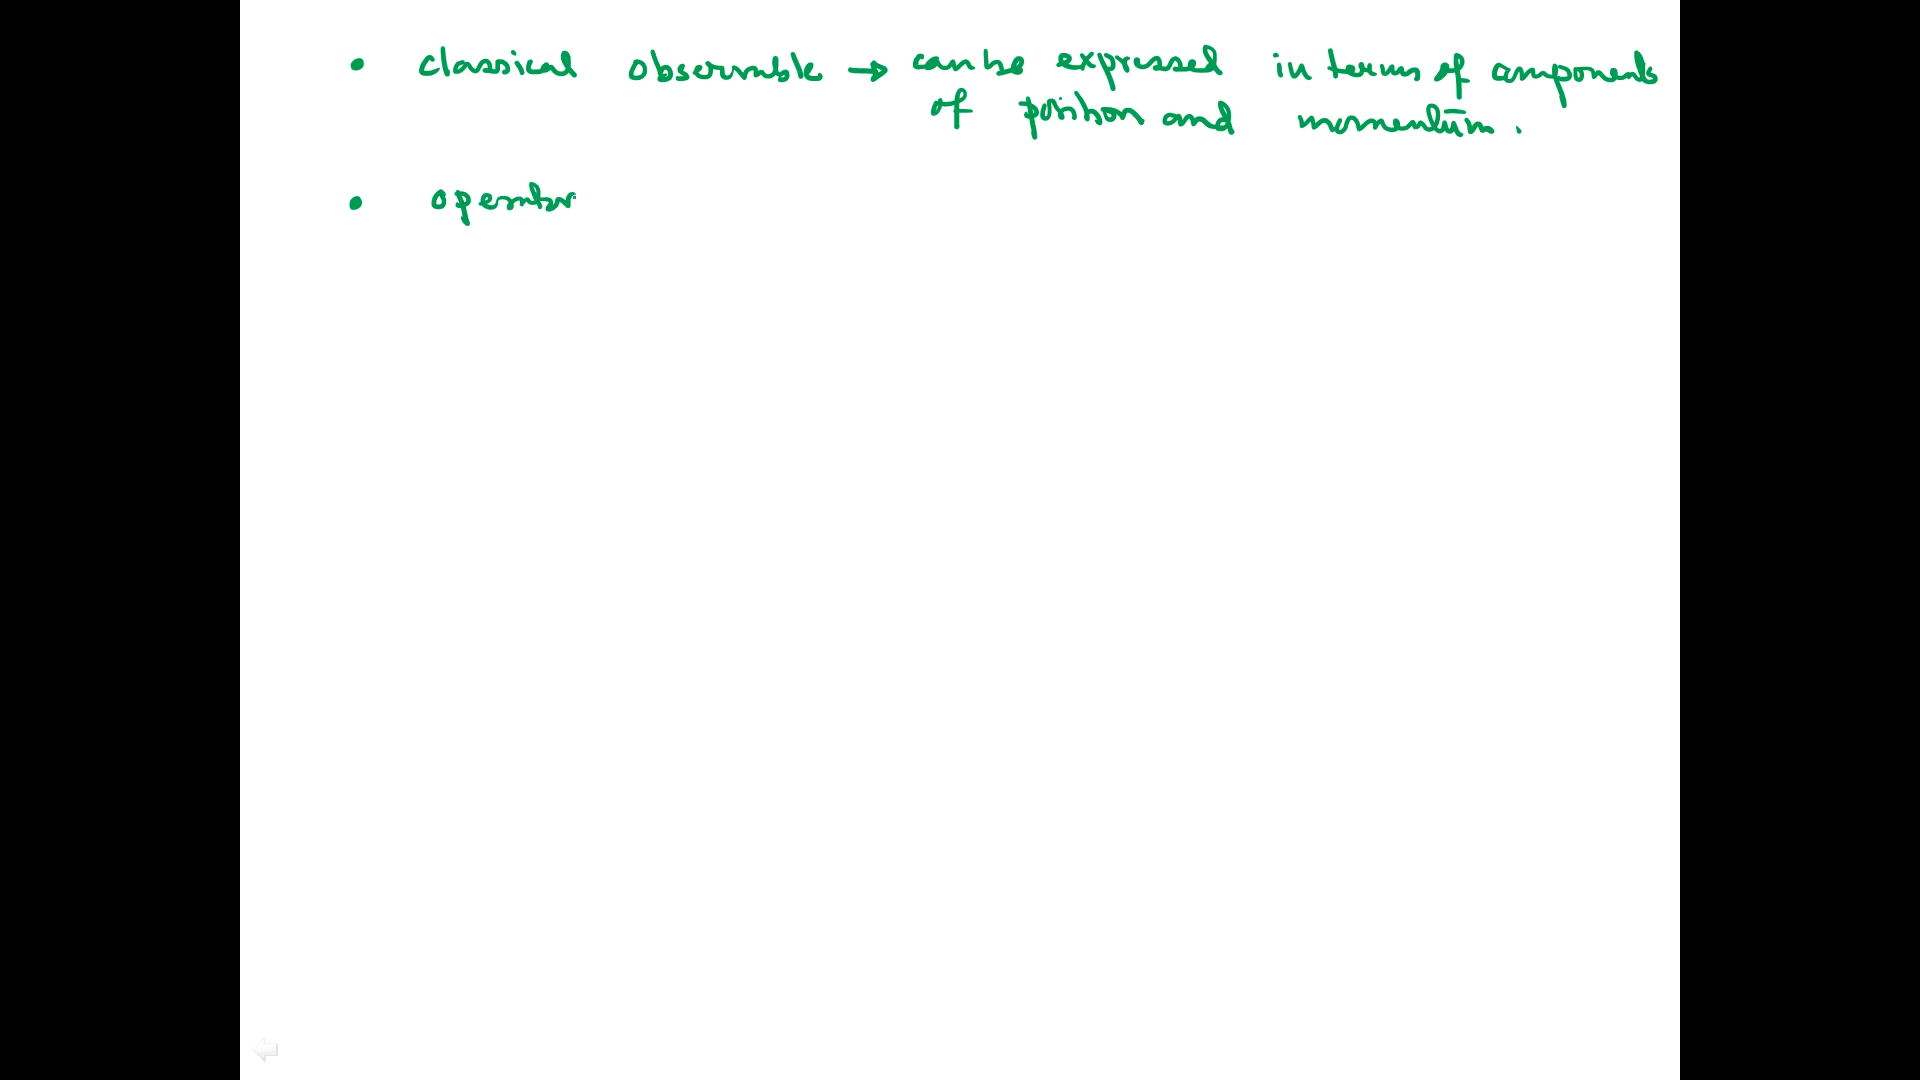 • classical observable → can be expressed in terms of components
of position and momentum.
• operator